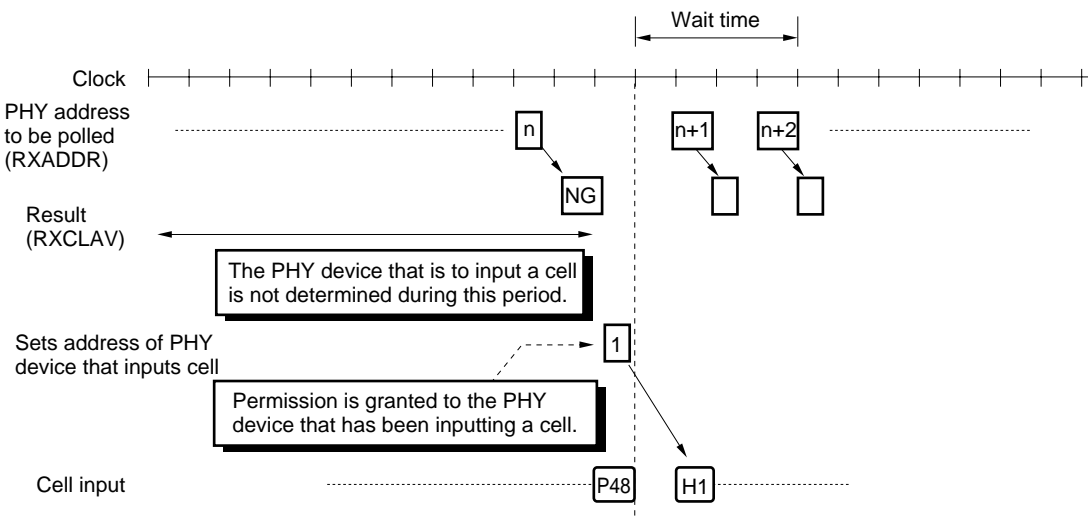 Wait time
Clock
PHY address
to be polled
(RXADDR)
n
n+1
n+2
NG
Result
(RXCLAV)
The PHY device that is to input a cell
is not determined during this period.
Sets address of PHY
device that inputs cell
1
Permission is granted to the PHY
device that has been inputting a cell.
Cell input
P48
H1